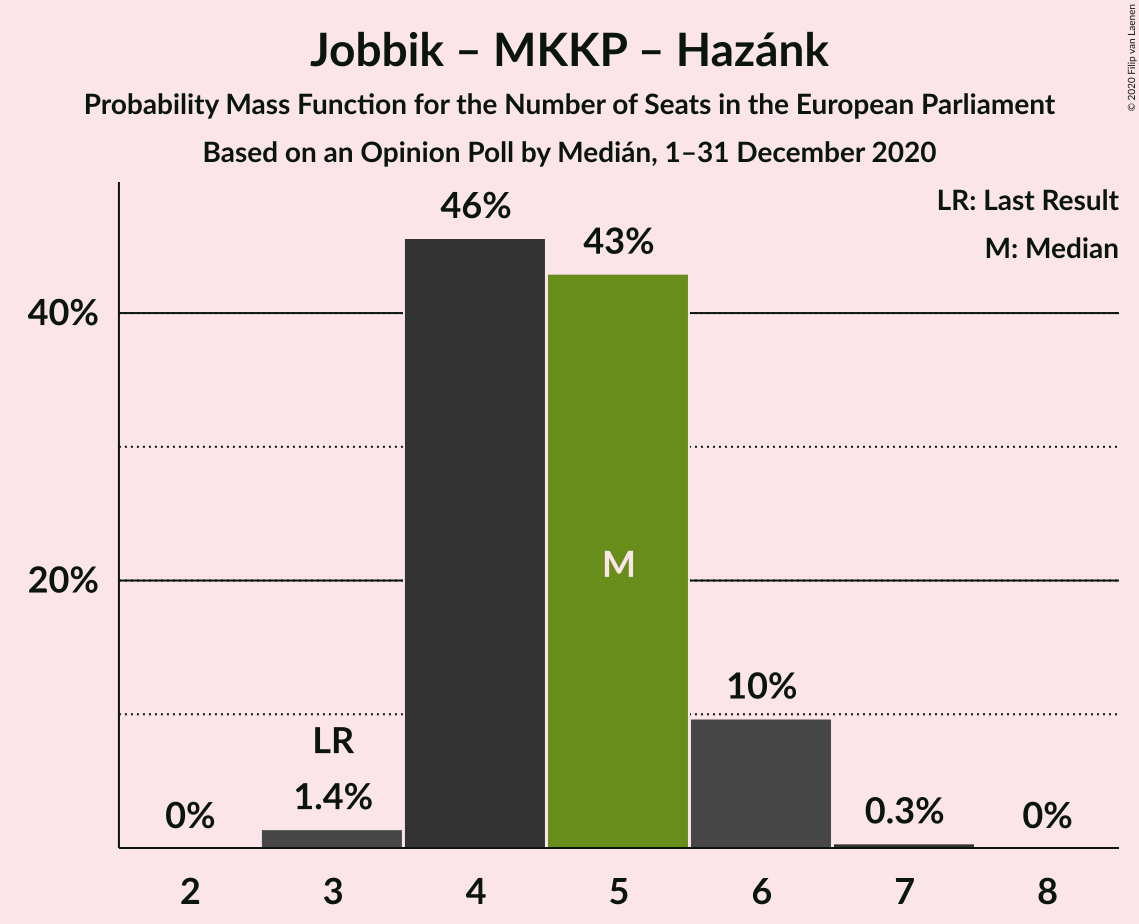 Jobbik – MKKP – Hazánk
Probability Mass Function for the Number of Seats in the European Parliament
Based on an Opinion Poll by Medián, 1–31 December 2020
© 2020 Filip van Laenen
LR: Last Result
M: Median
46%
43%
40%
20%
M
10%
LR
1.4%
0%
0.3%
0%
2 3 4 5 6 7 8